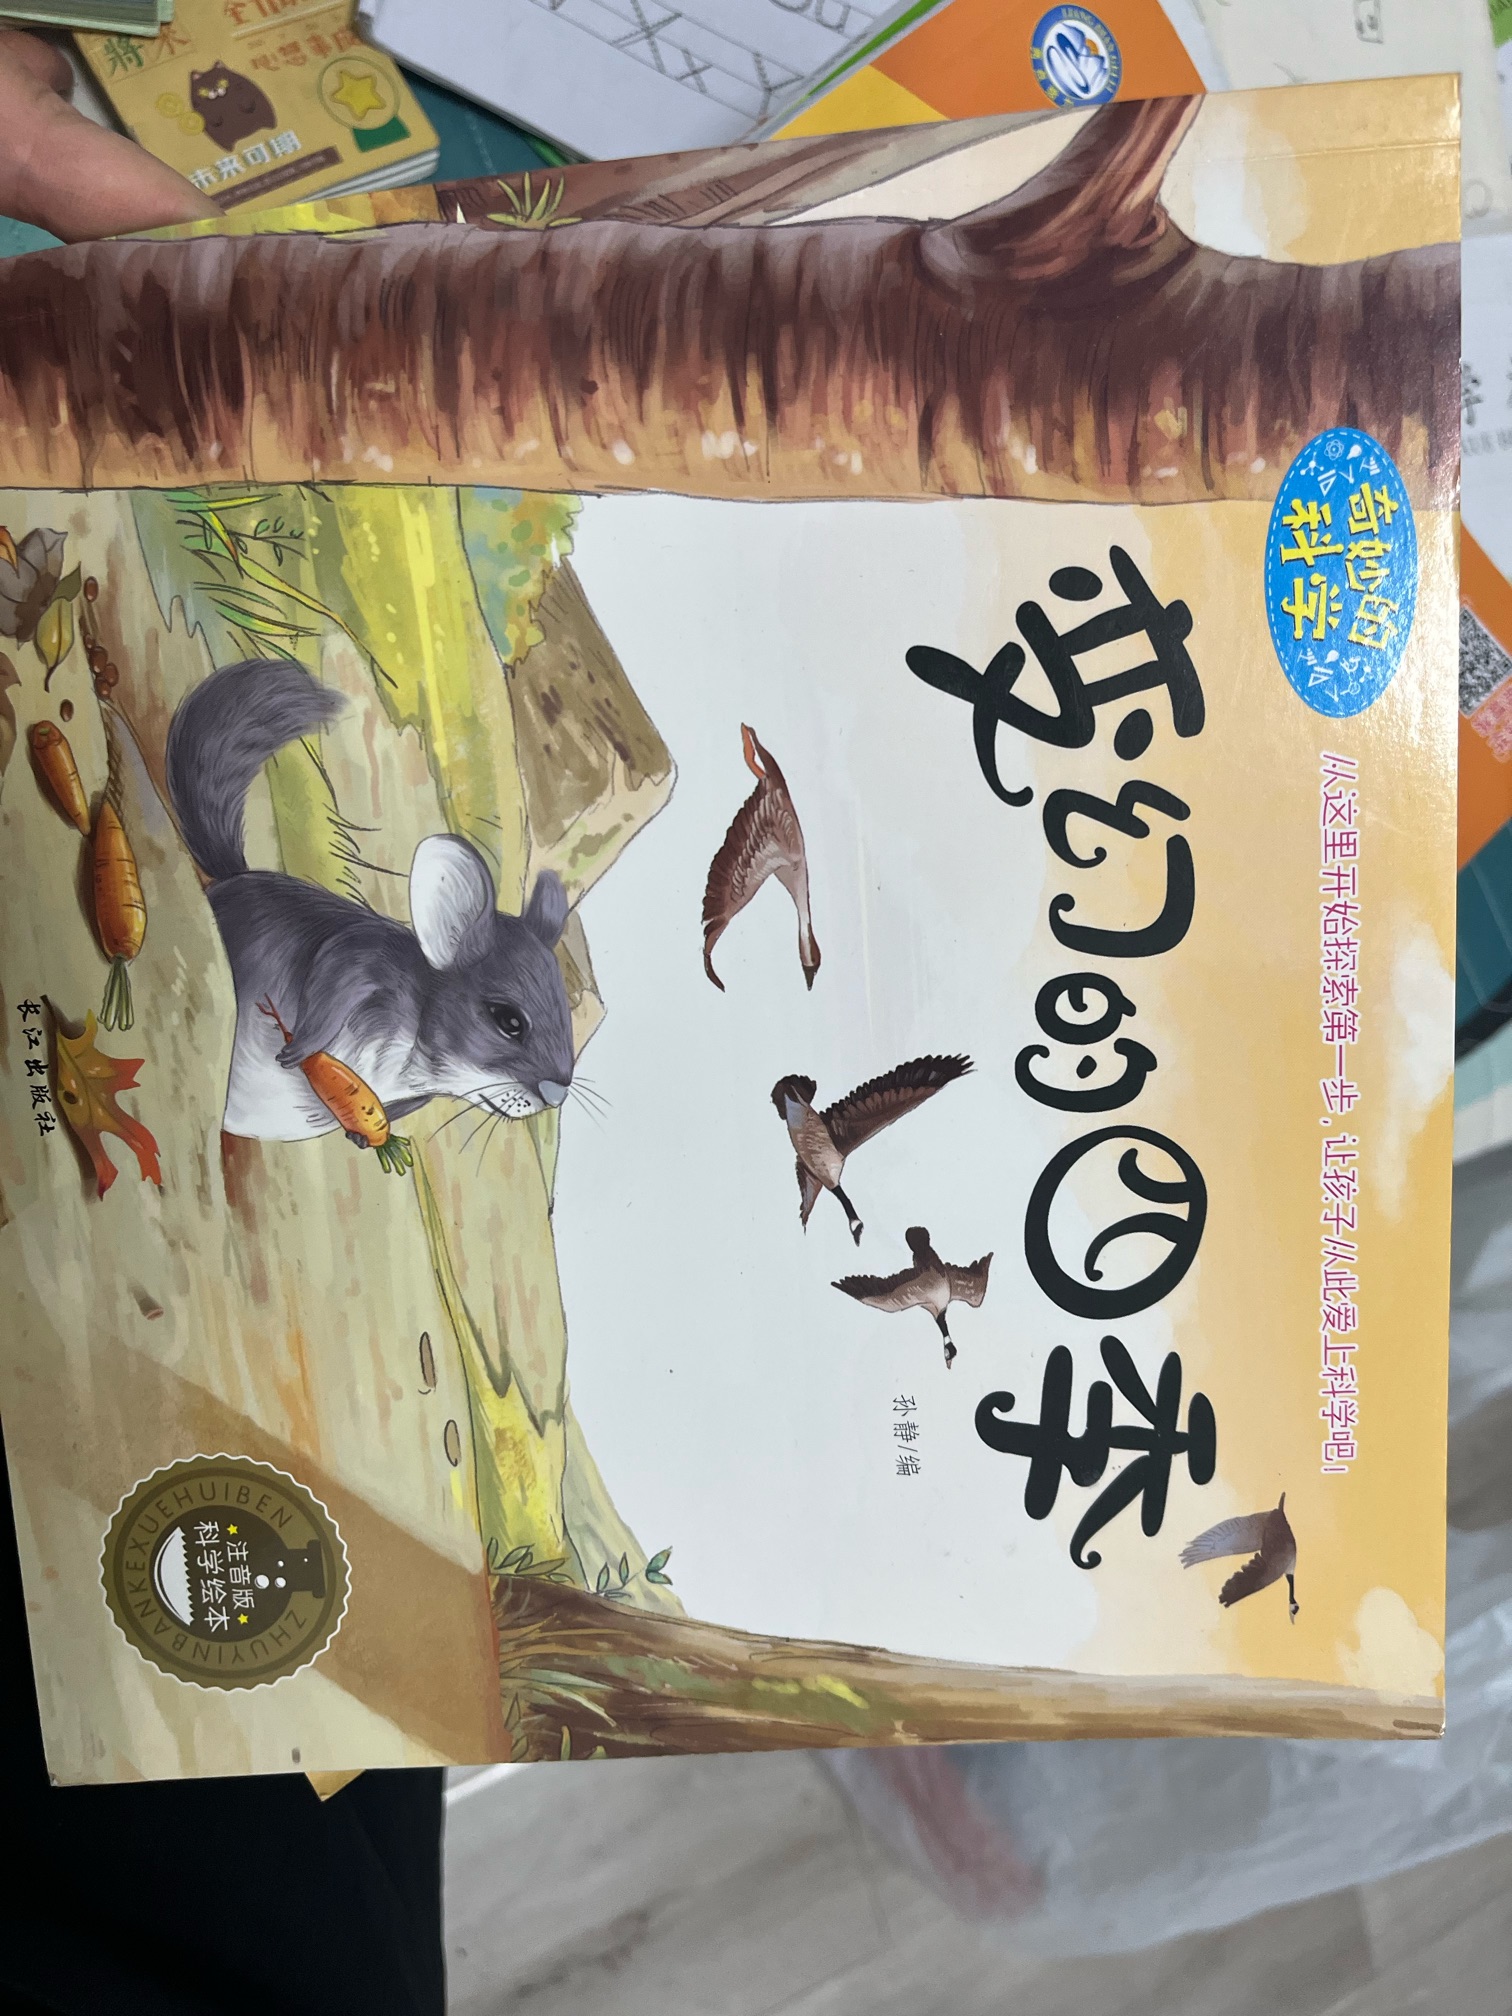 奇妙的
科学
从这里开始探索第一步，让孩子从此爱上科学吧！
变幻的四季
孙静/编
注音版
科学绘本
ZHUYINBANKEXUEHUIBEN
长江出版社
未来可期